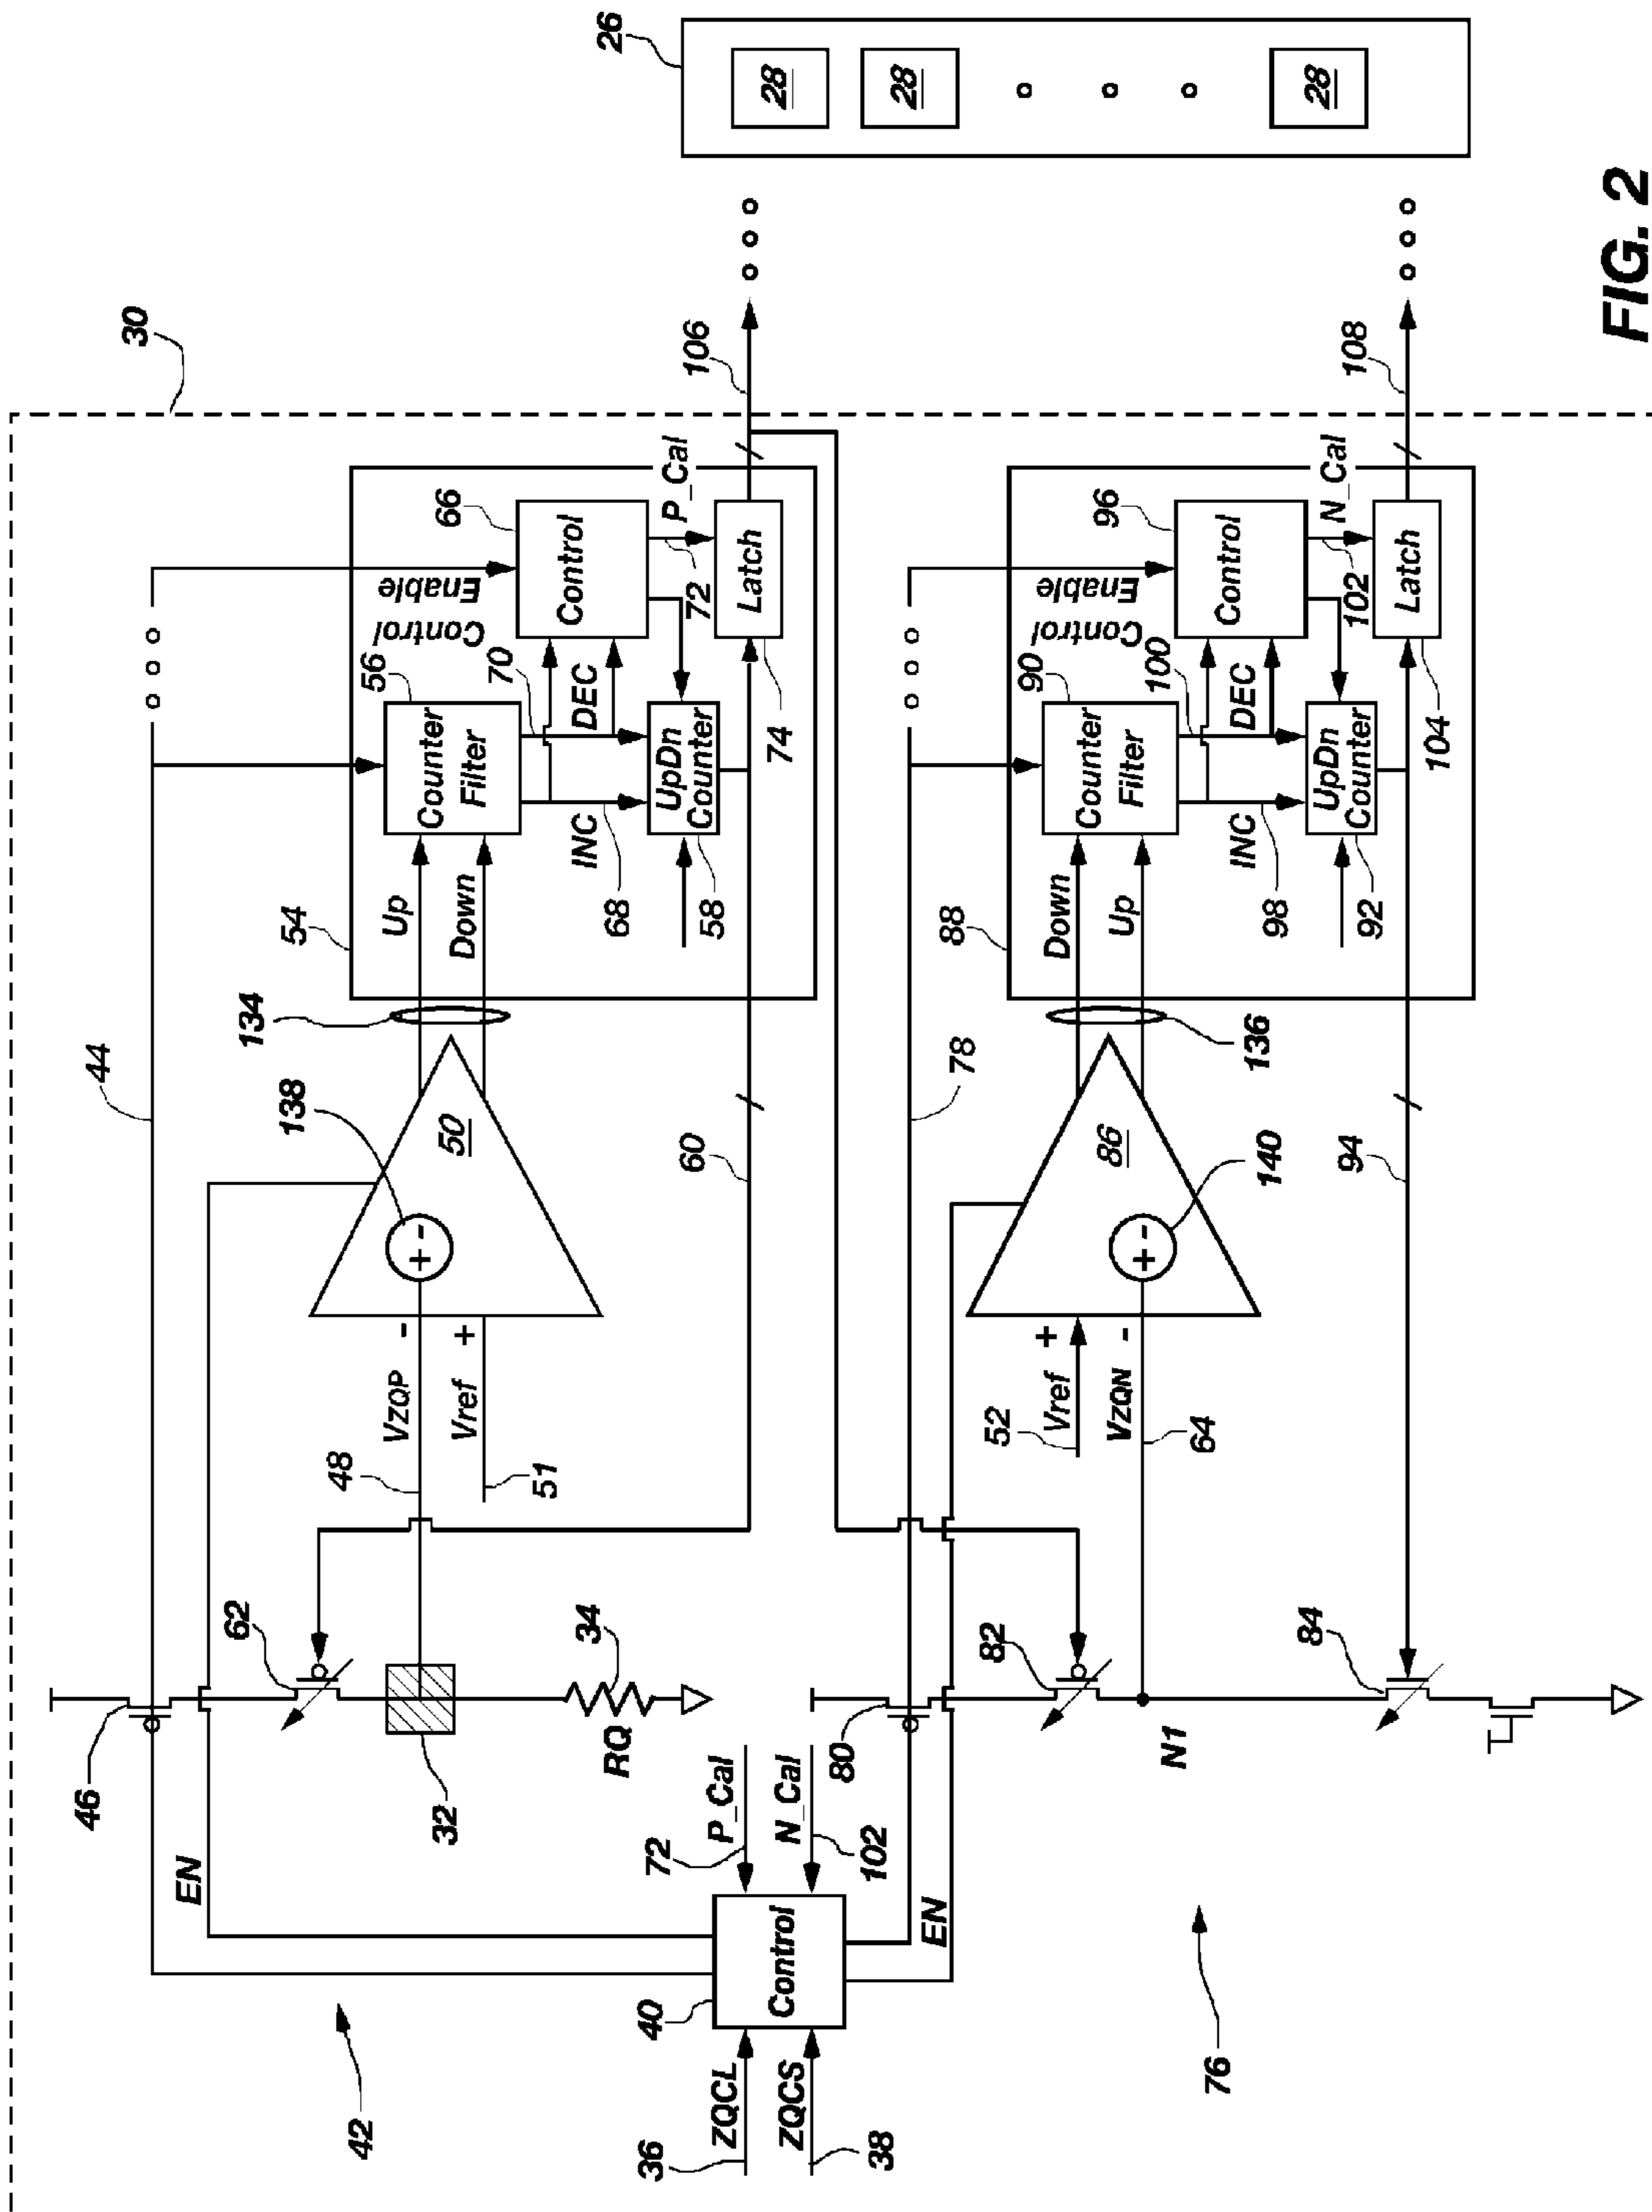 30
26
28
28
28
44
46
EN
134
54
138
50
Up
Down
Counter
Filter
56
Control
Enable
66
Control
70
INC
DEC
68
UpDn
Counter
58
72
P_Cal
Latch
74
106
62
48
VZQP
-
Vref
+
51
+ -
32
34
RQ
60
42
36
ZQCL
ZQCS
38
40
Control
72
P_Cal
N_Cal
102
EN
80
78
82
N1
84
52
Vref
+
VZQN
-
64
+ -
86
140
136
88
Down
Up
Counter
Filter
90
Control
Enable
96
Control
100
INC
DEC
98
UpDn
Counter
92
102
N_Cal
Latch
104
108
94
76
FIG. 2